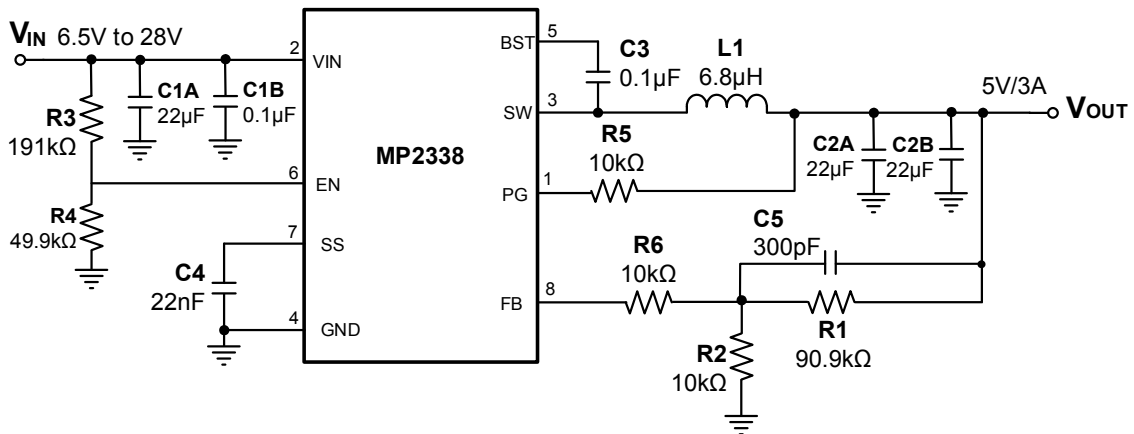 VIN 6.5V to 28V
2
VIN
BST
5
C3
0.1µF
L1
6.8µH
C1A
22µF
C1B
0.1µF
SW
3
5V/3A
VOUT
R3
191kΩ
MP2338
R5
10kΩ
C2A
22µF
C2B
22µF
6
EN
PG
1
R4
49.9kΩ
7
SS
C5
300pF
C4
22nF
R6
10kΩ
FB
8
4
GND
R1
90.9kΩ
R2
10kΩ